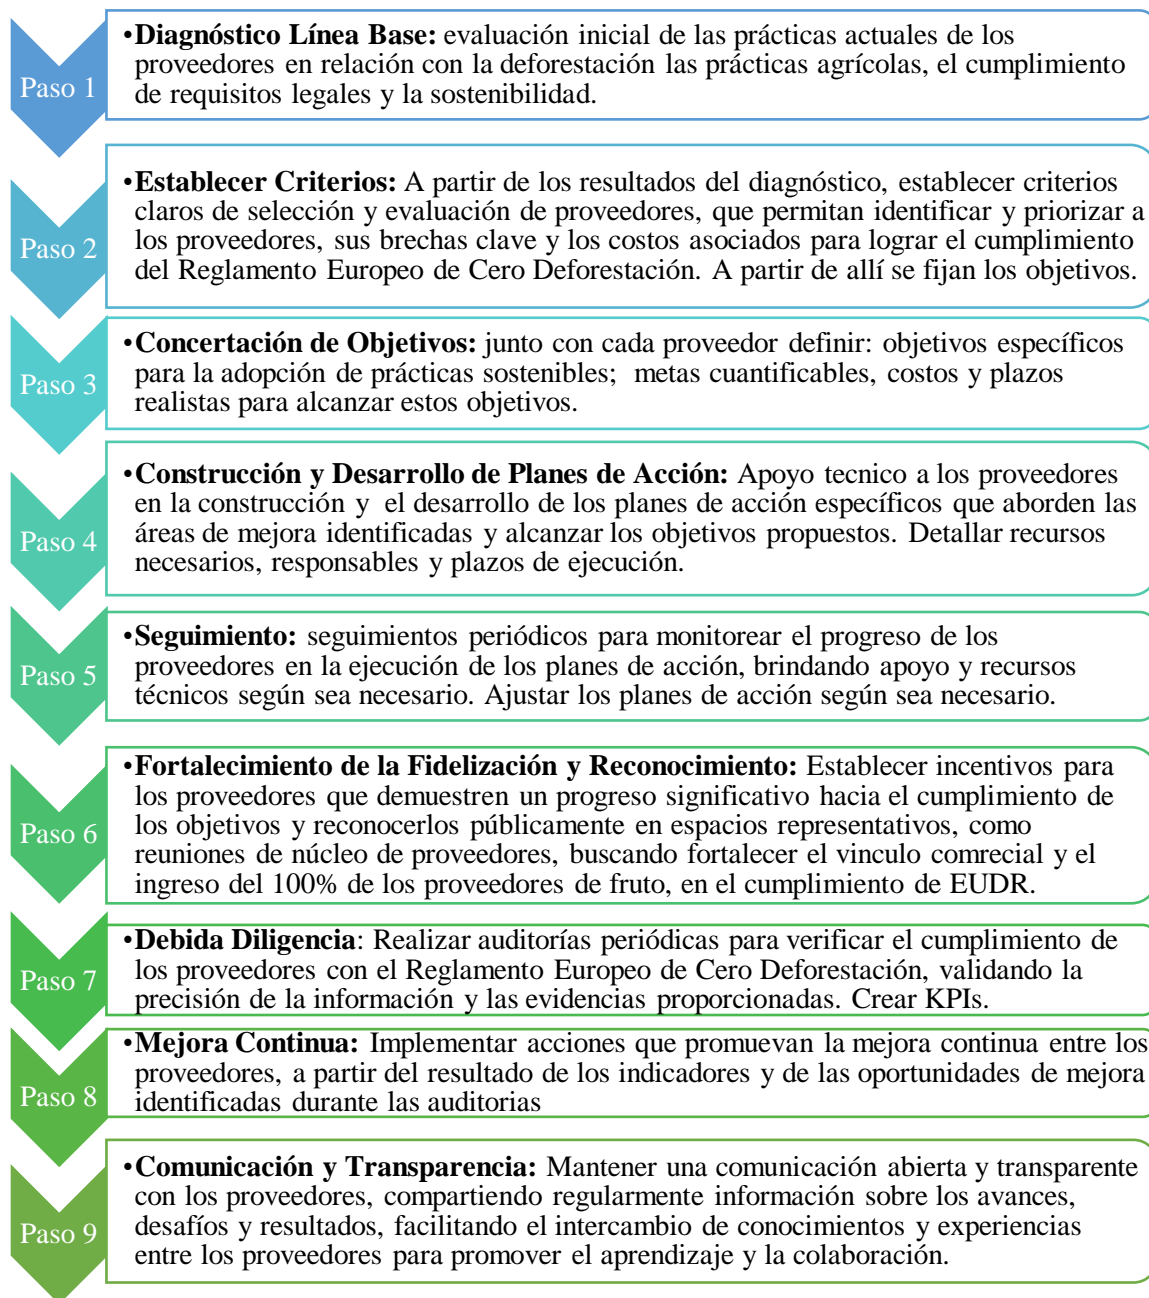 Paso 1
•Diagnóstico Línea Base: evaluación inicial de las prácticas actuales de los
proveedores en relación con la deforestación las prácticas agrícolas, el cumplimiento
de requisitos legales y la sostenibilidad.
Paso 2
•Establecer Criterios: A partir de los resultados del diagnóstico, establecer criterios
claros de selección y evaluación de proveedores, que permitan identificar y priorizar a
los proveedores, sus brechas clave y los costos asociados para lograr el cumplimiento
del Reglamento Europeo de Cero Deforestación. A partir de allí se fijan los objetivos.
Paso 3
•Concertación de Objetivos: junto con cada proveedor definir: objetivos específicos
para la adopción de prácticas sostenibles; metas cuantificables, costos y plazos
realistas para alcanzar estos objetivos.
Paso 4
•Construcción y Desarrollo de Planes de Acción: Apoyo tecnico a los proveedores
en la construcción y el desarrollo de los planes de acción específicos que aborden las
áreas de mejora identificadas y alcanzar los objetivos propuestos. Detallar recursos
necesarios, responsables y plazos de ejecución.
Paso 5
•Seguimiento: seguimientos periódicos para monitorear el progreso de los
proveedores en la ejecución de los planes de acción, brindando apoyo y recursos
técnicos según sea necesario. Ajustar los planes de acción según sea necesario.
Paso 6
•Fortalecimiento de la Fidelización y Reconocimiento: Establecer incentivos para
los proveedores que demuestren un progreso significativo hacia el cumplimiento de
los objetivos y reconocerlos públicamente en espacios representativos, como
reuniones de núcleo de proveedores, buscando fortalecer el vinculo comrecial y el
ingreso del 100% de los proveedores de fruto, en el cumplimiento de EUDR.
Paso 7
•Debida Diligencia: Realizar auditorías periódicas para verificar el cumplimiento de
los proveedores con el Reglamento Europeo de Cero Deforestación, validando la
precisión de la información y las evidencias proporcionadas. Crear KPIs.
Paso 8
•Mejora Continua: Implementar acciones que promuevan la mejora continua entre los
proveedores, a partir del resultado de los indicadores y de las oportunidades de mejora
identificadas durante las auditorias
Paso 9
•Comunicación y Transparencia: Mantener una comunicación abierta y transparente
con los proveedores, compartiendo regularmente información sobre los avances,
desafíos y resultados, facilitando el intercambio de conocimientos y experiencias
entre los proveedores para promover el aprendizaje y la colaboración.